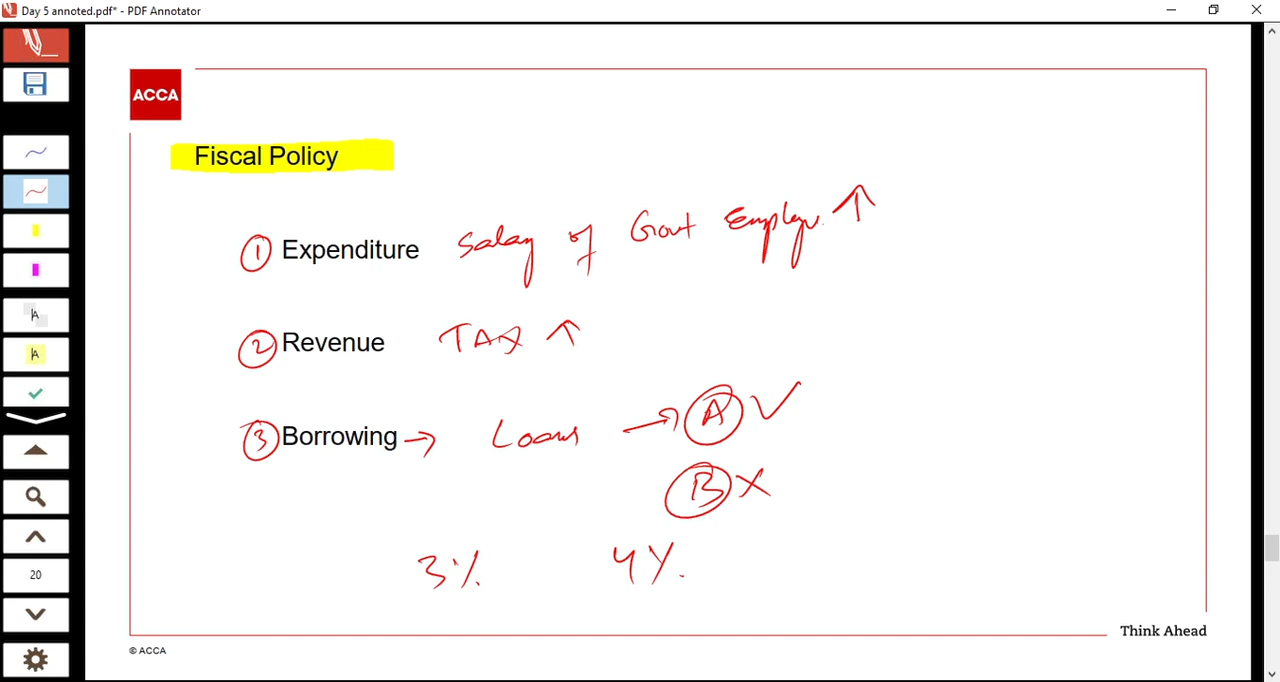 Day 5 annoted.pdf* - PDF Annotator
ACCA
Fiscal Policy
① Expenditure Salary of Govt Employe. ↑
② Revenue TAX ↑
③ Borrowing → Loans → A ✓
B ×
3% 4%
20
Think Ahead
© ACCA